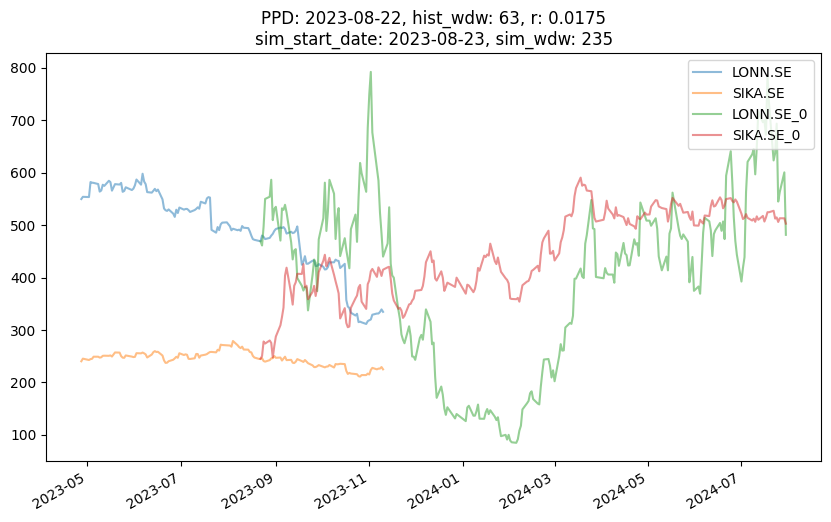 PPD: 2023-08-22, hist_wdw: 63, r: 0.0175
sim_start_date: 2023-08-23, sim_wdw: 235
LONN.SE
SIKA.SE
LONN.SE_0
SIKA.SE_0
800
700
600
500
400
300
200
100
2023-05
2023-07
2023-09
2023-11
2024-01
2024-03
2024-05
2024-07